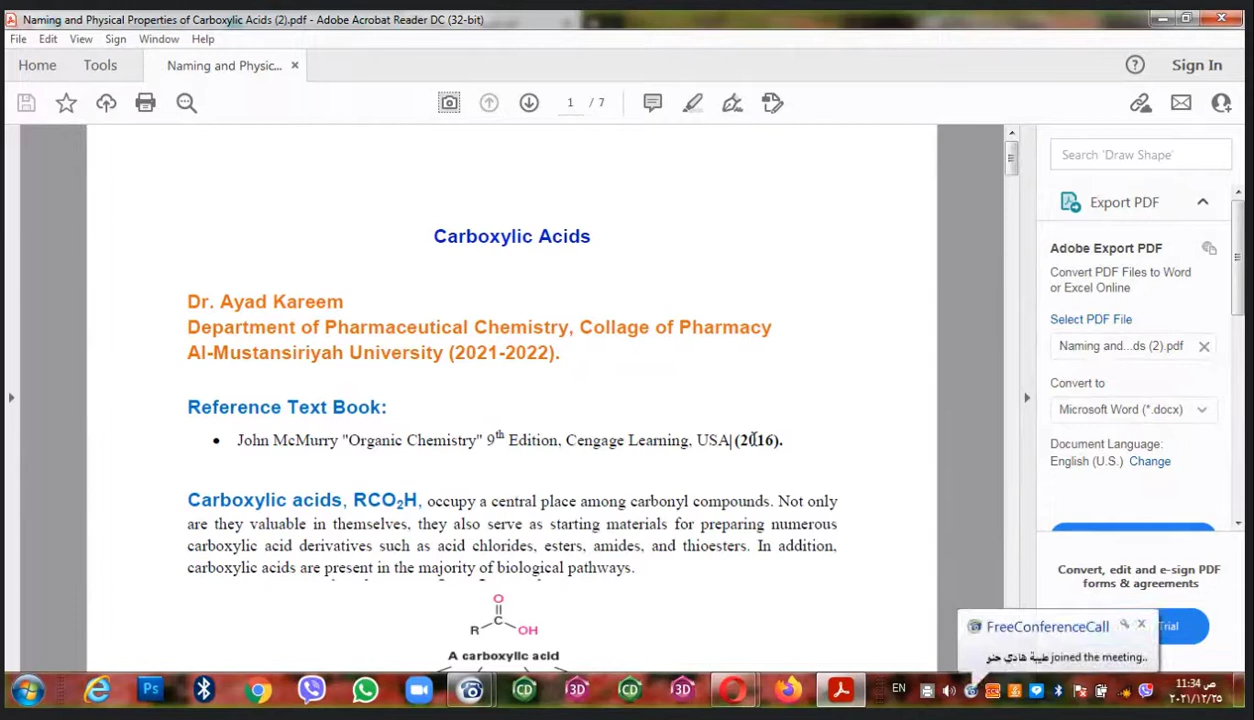 Naming and Physical Properties of Carboxylic Acids (2).pdf - Adobe Acrobat Reader DC (32-bit)
File Edit View Sign Window Help
Home Tools Naming and Physic... × Sign In
1 / 7
Search 'Draw Shape'
Export PDF
Adobe Export PDF
Convert PDF Files to Word
or Excel Online
Select PDF File
Naming and...ds (2).pdf
Convert to
Microsoft Word (*.docx)
Document Language:
English (U.S.) Change
Convert, edit and e-sign PDF
forms & agreements
Trial
Carboxylic Acids
Dr. Ayad Kareem
Department of Pharmaceutical Chemistry, Collage of Pharmacy
Al-Mustansiriyah University (2021-2022).
Reference Text Book:
• John McMurry "Organic Chemistry" 9th Edition, Cengage Learning, USA (2016).
Carboxylic acids, RCO2H, occupy a central place among carbonyl compounds. Not only
are they valuable in themselves, they also serve as starting materials for preparing numerous
carboxylic acid derivatives such as acid chlorides, esters, amides, and thioesters. In addition,
carboxylic acids are present in the majority of biological pathways.
O
R C OH
A carboxylic acid
FreeConferenceCall
طيبة هادي حنو joined the meeting..
EN
11:34 ص
٢٠٢١/١٢/٢٥